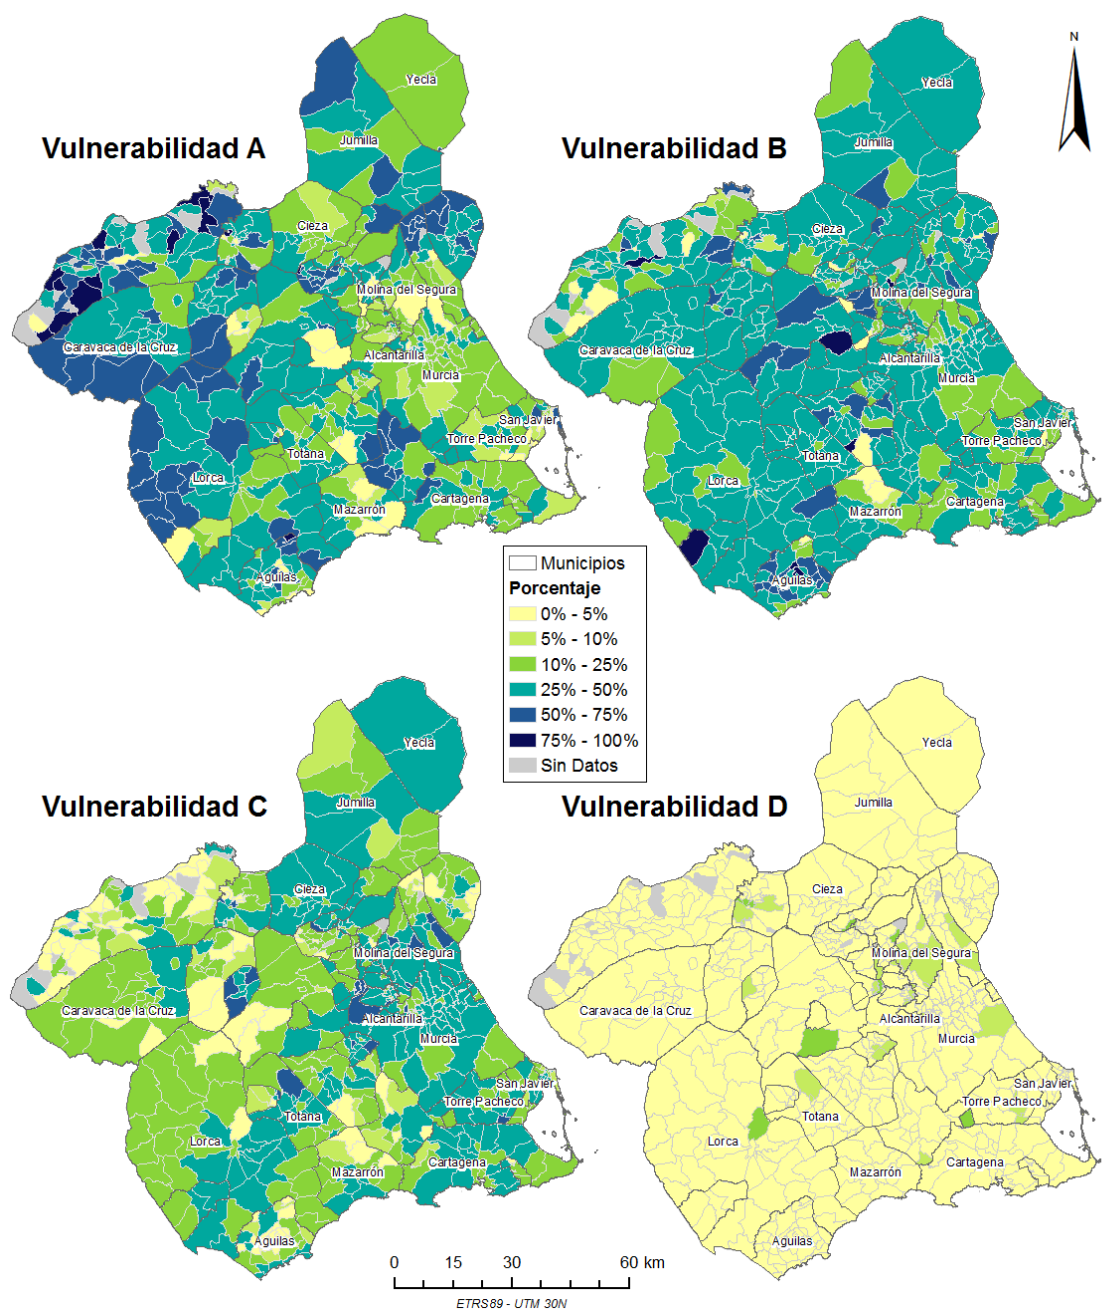 N
Vulnerabilidad A
Yecla
Jumilla
Cieza
Molina del Segura
Caravaca de la Cruz
Alcantarilla
Murcia
San Javier
Torre Pacheco
Totana
Lorca
Cartagena
Mazarrón
Aguilas
Vulnerabilidad B
Yecla
Jumilla
Cieza
Molina del Segura
Caravaca de la Cruz
Alcantarilla
Murcia
San Javier
Torre Pacheco
Totana
Lorca
Cartagena
Mazarrón
Aguilas
Municipios
Porcentaje
0% - 5%
5% - 10%
10% - 25%
25% - 50%
50% - 75%
75% - 100%
Sin Datos
Vulnerabilidad C
Yecla
Jumilla
Cieza
Molina del Segura
Caravaca de la Cruz
Alcantarilla
Murcia
San Javier
Torre Pacheco
Totana
Lorca
Cartagena
Mazarrón
Aguilas
Vulnerabilidad D
Yecla
Jumilla
Cieza
Molina del Segura
Caravaca de la Cruz
Alcantarilla
Murcia
San Javier
Torre Pacheco
Totana
Lorca
Cartagena
Mazarrón
Aguilas
0 15 30 60 km
ETRS89 - UTM 30N